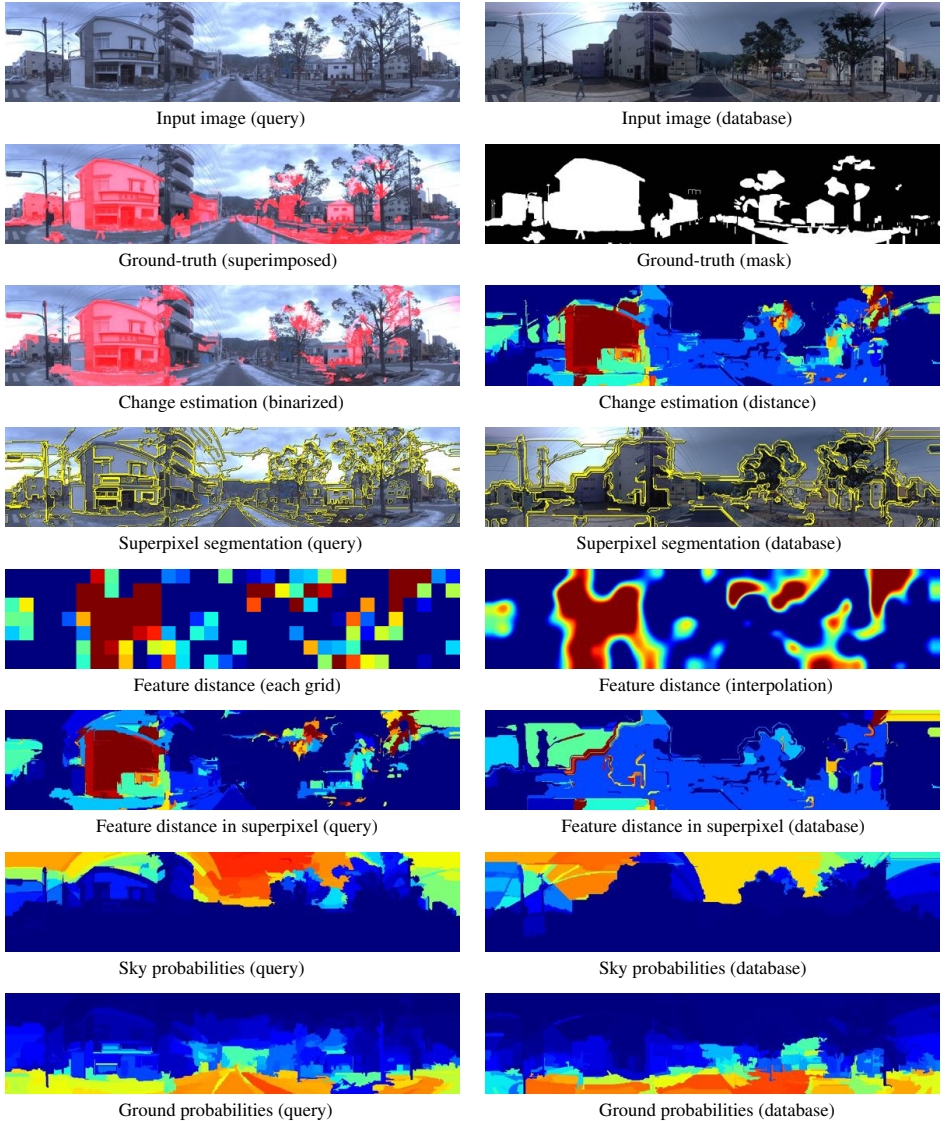 Input image (query)
Input image (database)
Ground-truth (superimposed)
Ground-truth (mask)
Change estimation (binarized)
Change estimation (distance)
Superpixel segmentation (query)
Superpixel segmentation (database)
Feature distance (each grid)
Feature distance (interpolation)
Feature distance in superpixel (query)
Feature distance in superpixel (database)
Sky probabilities (query)
Sky probabilities (database)
Ground probabilities (query)
Ground probabilities (database)